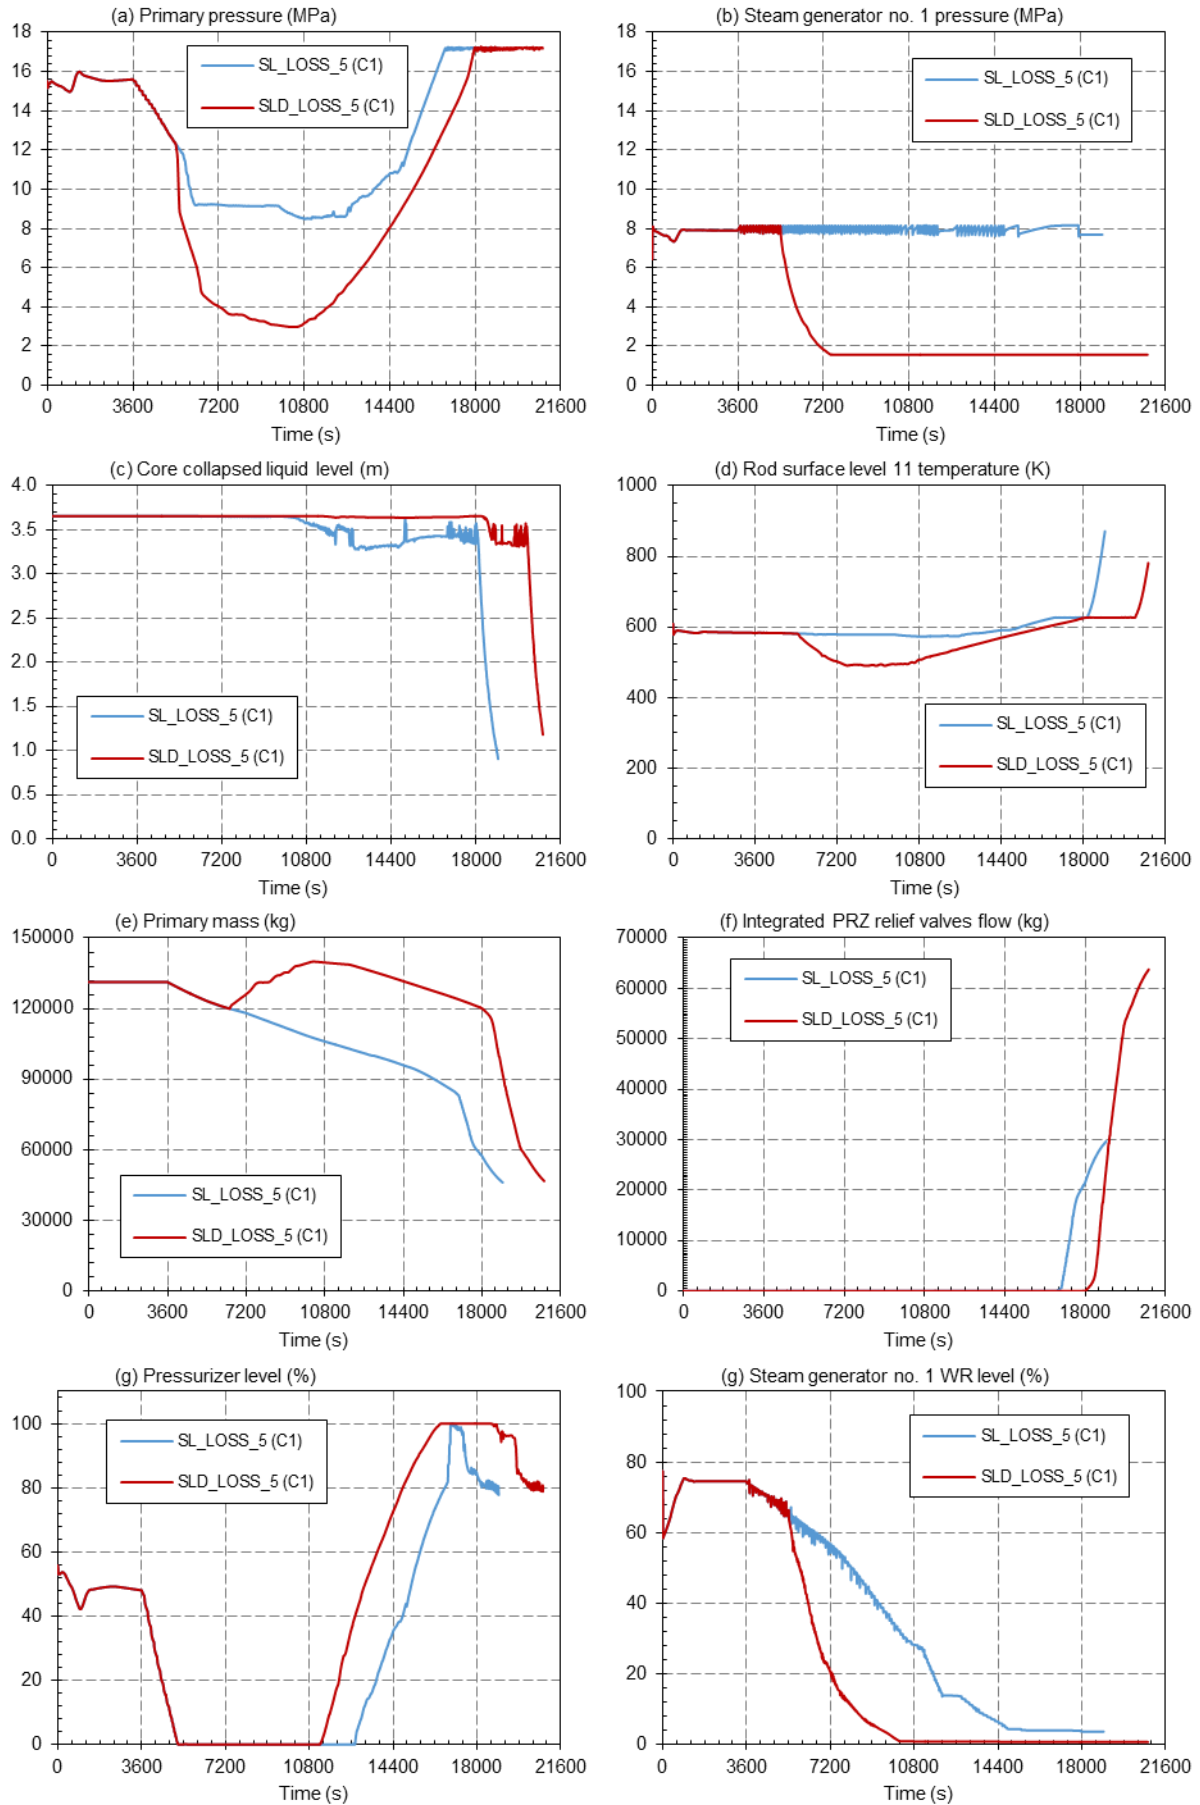 (a) Primary pressure (MPa)
18
16
14
12
10
8
6
4
2
0
SL_LOSS_5 (C1)
SLD_LOSS_5 (C1)
0 3600 7200 10800 14400 18000 21600
Time (s)
(b) Steam generator no. 1 pressure (MPa)
18
16
14
12
10
8
6
4
2
0
SL_LOSS_5 (C1)
SLD_LOSS_5 (C1)
0 3600 7200 10800 14400 18000 21600
Time (s)
(c) Core collapsed liquid level (m)
4.0
3.5
3.0
2.5
2.0
1.5
1.0
0.5
0.0
SL_LOSS_5 (C1)
SLD_LOSS_5 (C1)
0 3600 7200 10800 14400 18000 21600
Time (s)
(d) Rod surface level 11 temperature (K)
1000
800
600
400
200
0
SL_LOSS_5 (C1)
SLD_LOSS_5 (C1)
0 3600 7200 10800 14400 18000 21600
Time (s)
(e) Primary mass (kg)
150000
120000
90000
60000
30000
0
SL_LOSS_5 (C1)
SLD_LOSS_5 (C1)
0 3600 7200 10800 14400 18000 21600
Time (s)
(f) Integrated PRZ relief valves flow (kg)
70000
60000
50000
40000
30000
20000
10000
0
SL_LOSS_5 (C1)
SLD_LOSS_5 (C1)
0 3600 7200 10800 14400 18000 21600
Time (s)
(g) Pressurizer level (%)
100
80
60
40
20
0
SL_LOSS_5 (C1)
SLD_LOSS_5 (C1)
0 3600 7200 10800 14400 18000 21600
Time (s)
(g) Steam generator no. 1 WR level (%)
100
80
60
40
20
0
SL_LOSS_5 (C1)
SLD_LOSS_5 (C1)
0 3600 7200 10800 14400 18000 21600
Time (s)